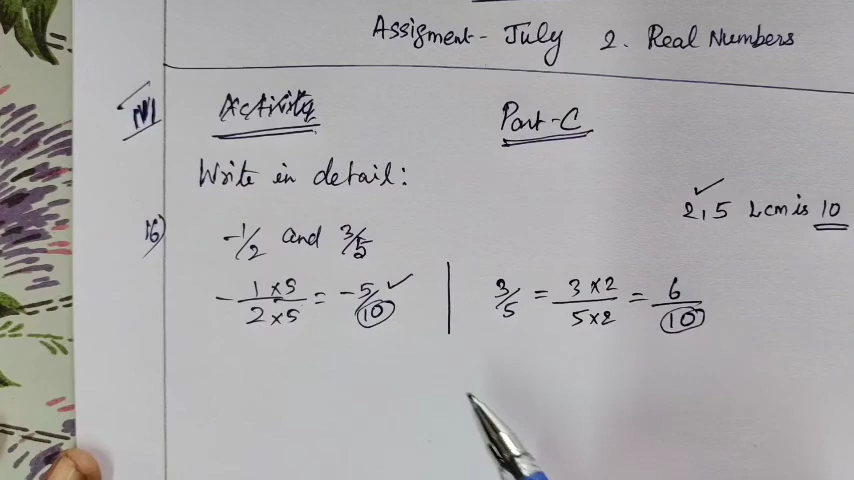 Assigment - July 2. Real Numbers
IV
Activity
Part-C
Write in detail:
2,5 Lcm is 10
16) -1/2 and 3/5
- 1×5/2×5 = -5/10
3/5 = 3×2/5×2 = 6/10